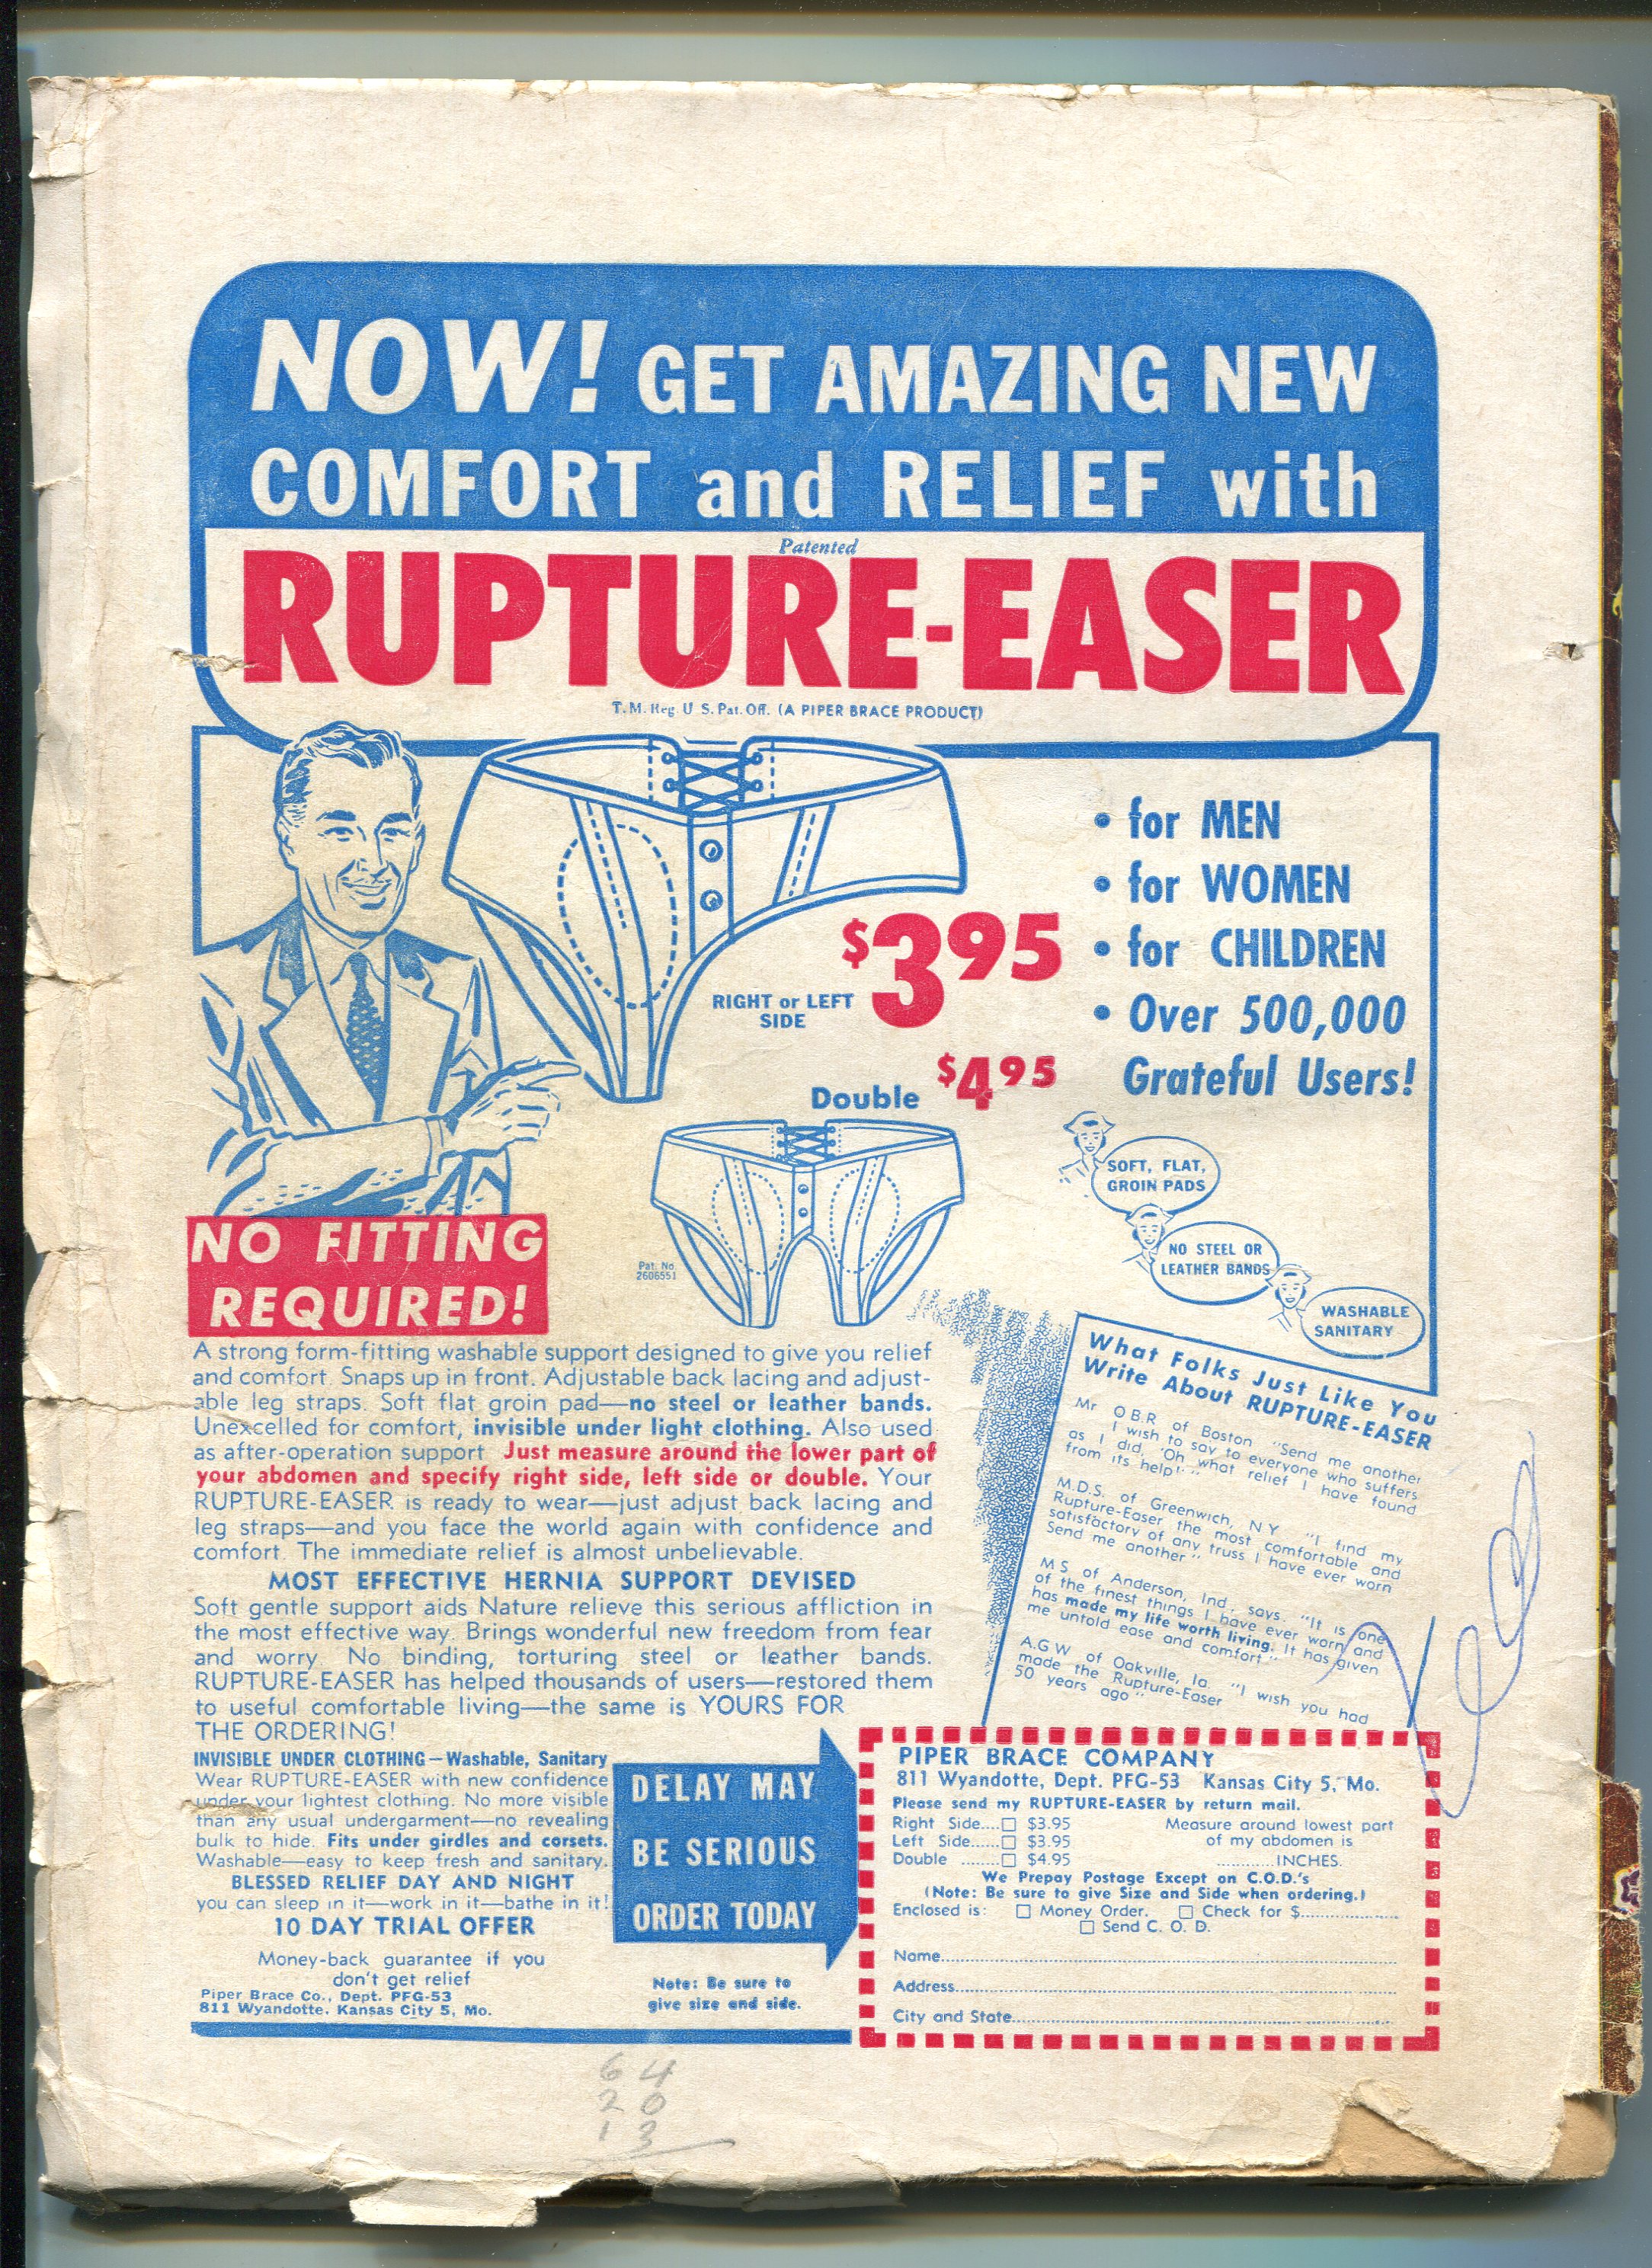 NOW! GET AMAZING NEW
COMFORT and RELIEF with
Patented
RUPTURE-EASER
T.M. Reg. U S. Pat. Off. (A PIPER BRACE PRODUCT)
• for MEN
• for WOMEN
• for CHILDREN
• Over 500,000
Grateful Users!
RIGHT or LEFT
SIDE
$3 95
Double $4 95
Pat. No.
2606551
SOFT, FLAT,
GROIN PADS
NO STEEL OR
LEATHER BANDS
WASHABLE
SANITARY
NO FITTING
REQUIRED!
A strong form-fitting washable support designed to give you relief
and comfort. Snaps up in front. Adjustable back lacing and adjust-
able leg straps. Soft flat groin pad—no steel or leather bands.
Unexcelled for comfort, invisible under light clothing. Also used
as after-operation support Just measure around the lower part of
your abdomen and specify right side, left side or double. Your
RUPTURE-EASER is ready to wear—just adjust back lacing and
leg straps—and you face the world again with confidence and
comfort. The immediate relief is almost unbelievable.
MOST EFFECTIVE HERNIA SUPPORT DEVISED
Soft gentle support aids Nature relieve this serious affliction in
the most effective way. Brings wonderful new freedom from fear
and worry. No binding, torturing steel or leather bands.
RUPTURE-EASER has helped thousands of users—restored them
to useful comfortable living—the same is YOURS FOR
THE ORDERING!
INVISIBLE UNDER CLOTHING—Washable, Sanitary
Wear RUPTURE-EASER with new confidence
under your lightest clothing. No more visible
than any usual undergarment—no revealing
bulk to hide. Fits under girdles and corsets.
Washable—easy to keep fresh and sanitary.
BLESSED RELIEF DAY AND NIGHT
you can sleep in it—work in it—bathe in it!
10 DAY TRIAL OFFER
Money-back guarantee if you
don't get relief
Piper Brace Co., Dept. PFG-53
811 Wyandotte. Kansas City 5, Mo.
DELAY MAY
BE SERIOUS
ORDER TODAY
Note: Be sure to
give size and side.
What Folks Just Like You
Write About RUPTURE-EASER
Mr O B.R of Boston "Send me another
I wish to say to everyone who suffers
as I did, 'Oh what relief I have found
from its help!' "
M.D.S. of Greenwich, N Y "I find my
Rupture-Easer the most comfortable and
satisfactory of any truss I have ever worn
Send me another "
M S of Anderson, Ind, says. "It is one
of the finest things I have ever worn and
has made my life worth living. It has given
me untold ease and comfort "
A.G W of Oakville, Ia. "I wish you had
made the Rupture-Easer
50 years ago "
PIPER BRACE COMPANY
811 Wyandotte, Dept. PFG-53 Kansas City 5, Mo.
Please send my RUPTURE-EASER by return mail.
Right Side....□ $3.95 Measure around lowest part
Left Side......□ $3.95 of my abdomen is
Double ........□ $4.95 ............INCHES.
We Prepay Postage Except on C.O.D.'s
(Note: Be sure to give Size and Side when ordering.)
Enclosed is: □ Money Order. □ Check for $....................
□ Send C. O. D.
Name................................................
Address................................................
City and State................................................
64
20
13